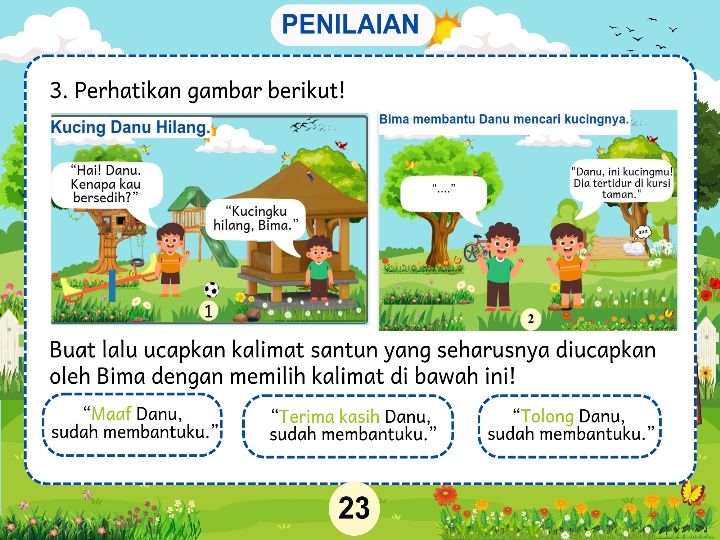 PENILAIAN
3. Perhatikan gambar berikut!
Kucing Danu Hilang.
"Hai! Danu.
Kenapa kau
bersedih?"
"Kucingku
hilang, Bima."
1
Bima membantu Danu mencari kucingnya.
"...."
"Danu, ini kucingmu!
Dia tertidur di kursi
taman."
zzz
2
Buat lalu ucapkan kalimat santun yang seharusnya diucapkan
oleh Bima dengan memilih kalimat di bawah ini!
"Maaf Danu,
sudah membantuku."
"Terima kasih Danu,
sudah membantuku."
"Tolong Danu,
sudah membantuku."
23